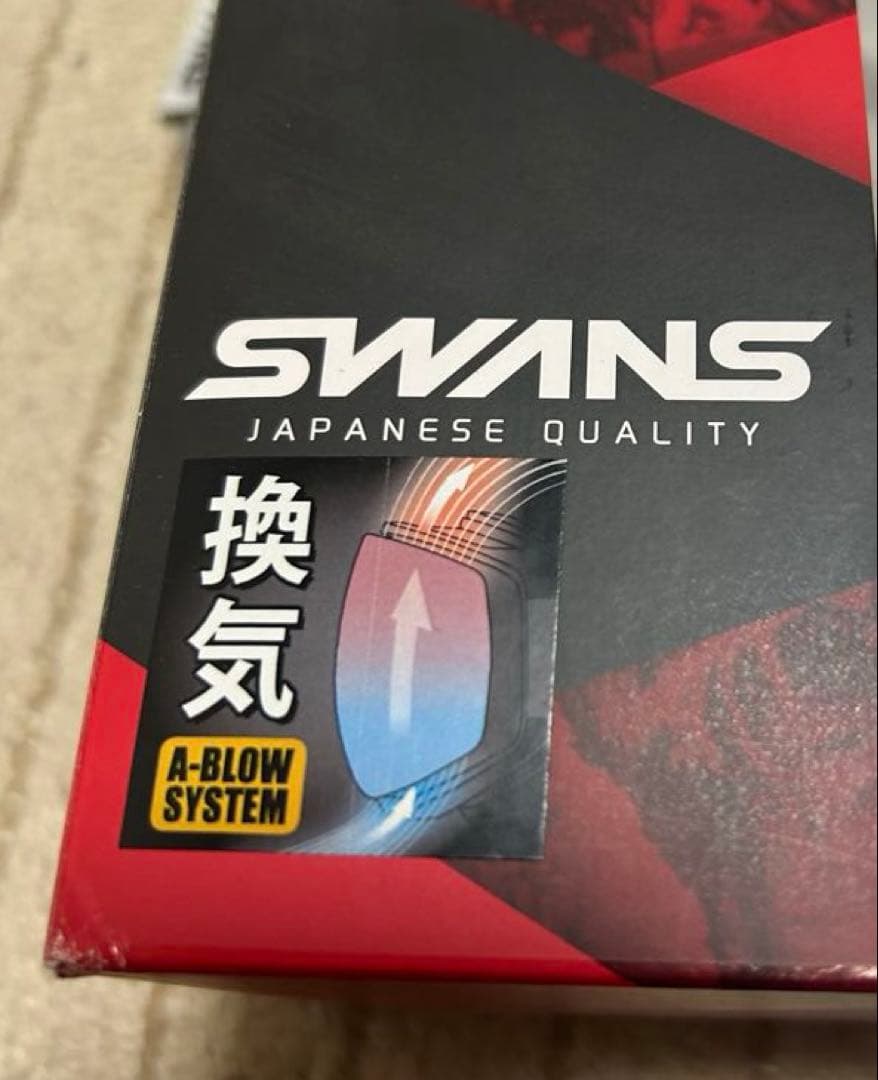 SWANS
JAPANESE QUALITY
換気
A-BLOW
SYSTEM